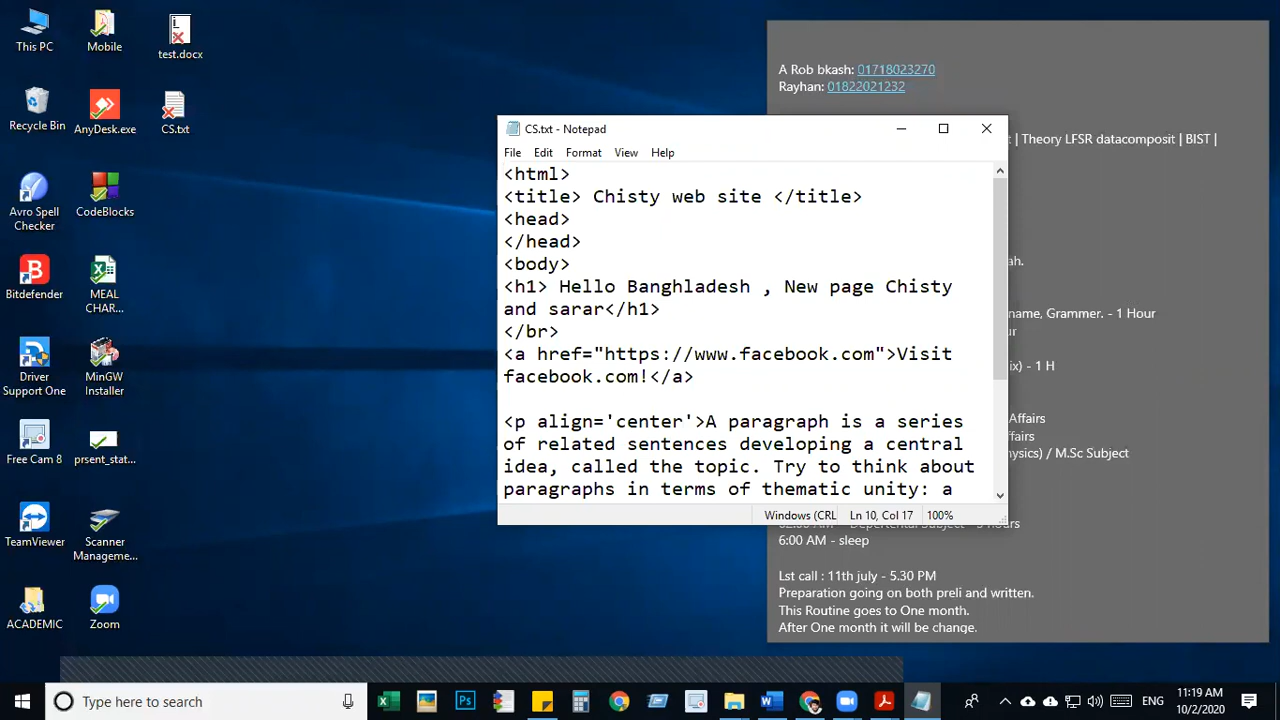 This PC
Mobile
test.docx
Recycle Bin
AnyDesk.exe
CS.txt
Avro Spell
Checker
CodeBlocks
Bitdefender
MEAL
CHAR...
Driver
Support One
MinGW
Installer
Free Cam 8
prsent_stat...
TeamViewer
Scanner
Manageme...
ACADEMIC
Zoom
A Rob bkash: 01718023270
Rayhan: 01822021232
| Theory LFSR datacomposit | BIST |
ah.
name, Grammer. - 1 Hour
ur
ix) - 1 H
Affairs
ffairs
ysics) / M.Sc Subject
6:00 AM - sleep
Lst call : 11th july - 5.30 PM
Preparation going on both preli and written.
This Routine goes to One month.
After One month it will be change.
CS.txt - Notepad
File Edit Format View Help
<html>
<title> Chisty web site </title>
<head>
</head>
<body>
<h1> Hello Banghladesh , New page Chisty
and sarar</h1>
</br>
<a href="https://www.facebook.com">Visit
facebook.com!</a>
<p align='center'>A paragraph is a series
of related sentences developing a central
idea, called the topic. Try to think about
paragraphs in terms of thematic unity: a
Windows (CRL Ln 10, Col 17 100%
Type here to search
ENG
11:19 AM
10/2/2020